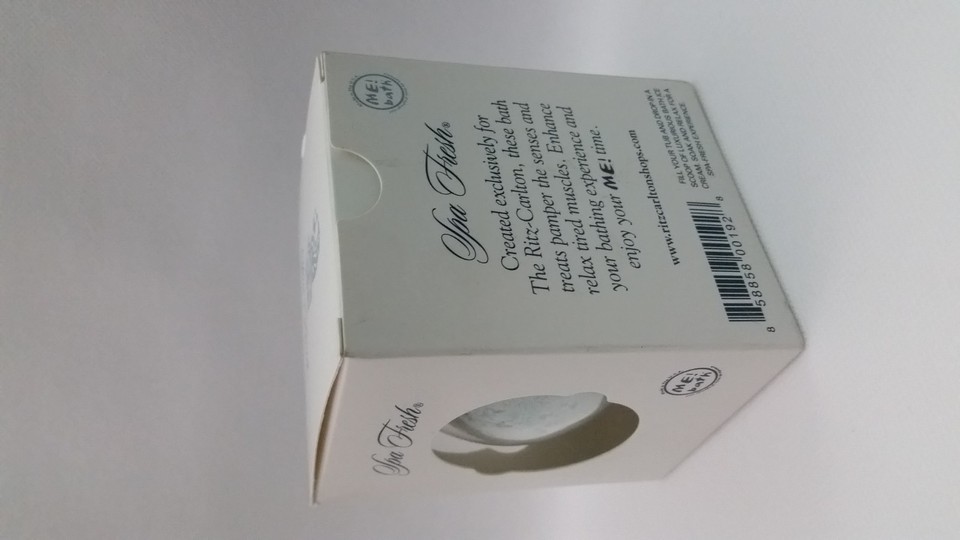 ME!
bath
Spa Fresh®
Created exclusively for
The Ritz-Carlton, these bath
treats pamper the senses and
relax tired muscles. Enhance
your bathing experience and
enjoy your ME! time.
www.ritzcarltonshops.com
FILL YOUR TUB AND DROP IN A
SCOOP OF LUXURIOUS BATH ICE
CREAM. SOAK AND RELAX FOR A
SPA FRESH EXPERIENCE.
8 58858 00192 8
Spa Fresh®
ME!
bath